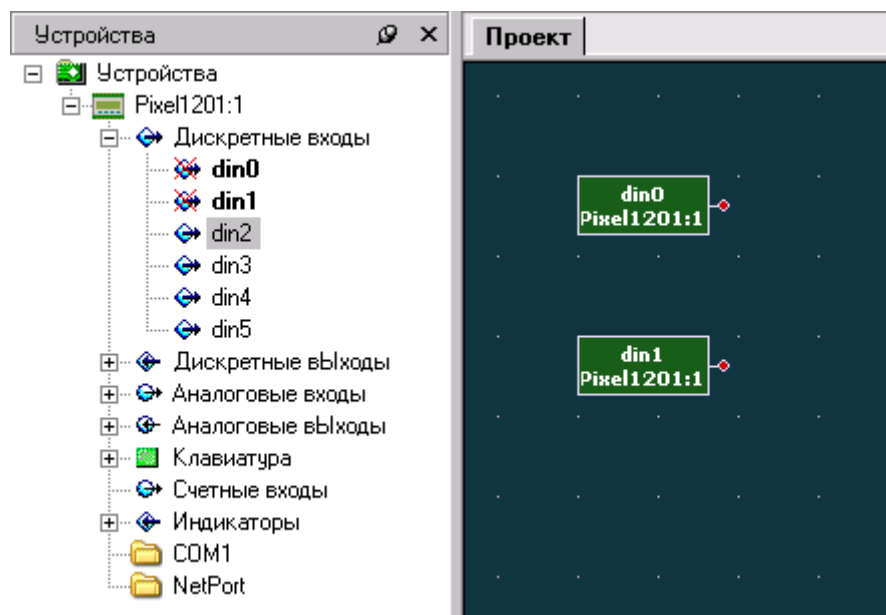 Устройства
Устройства
Pixel1201:1
Дискретные входы
din0
din1
din2
din3
din4
din5
Дискретные вЫходы
Аналоговые входы
Аналоговые вЫходы
Клавиатура
Счетные входы
Индикаторы
COM1
NetPort
Проект
din0
Pixel1201:1
din1
Pixel1201:1